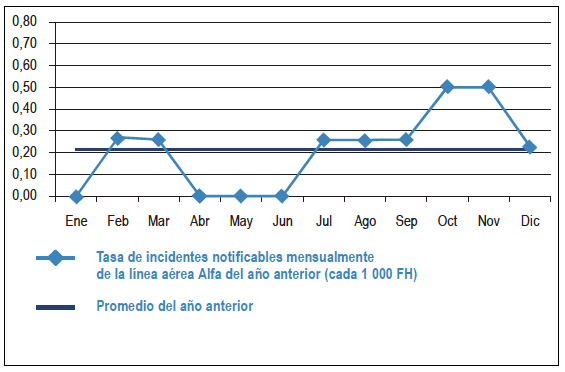 0,80
0,70
0,60
0,50
0,40
0,30
0,20
0,10
0,00
Ene Feb Mar Abr May Jun Jul Ago Sep Oct Nov Dic
Tasa de incidentes notificables mensualmente
de la línea aérea Alfa del año anterior (cada 1 000 FH)
Promedio del año anterior